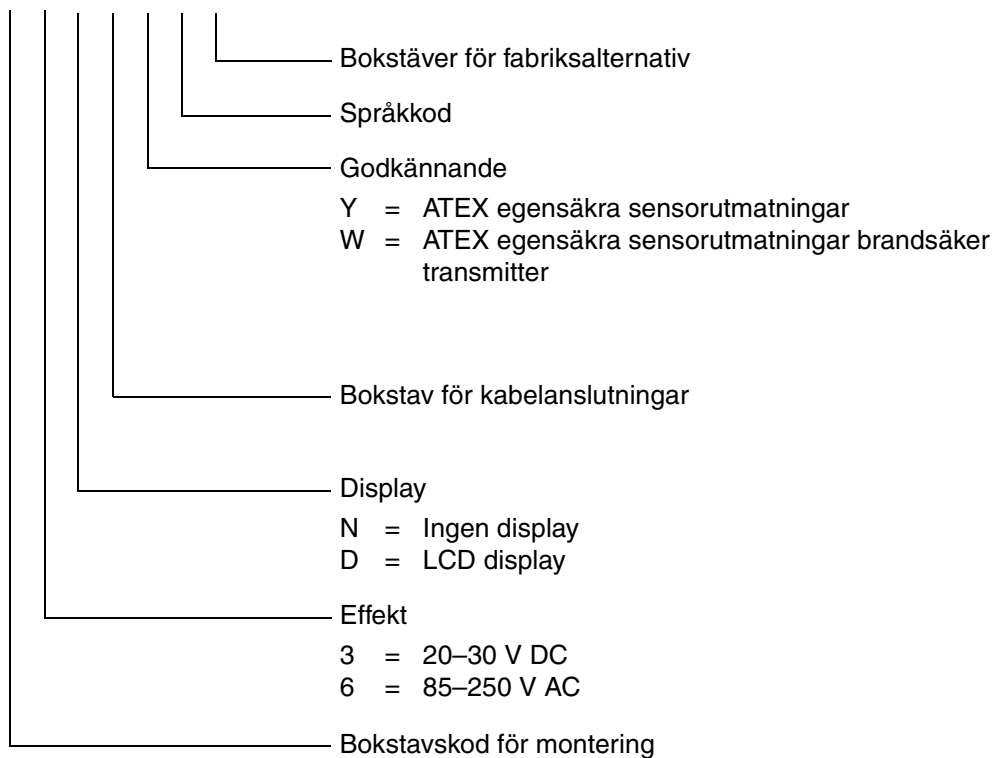 Bokstäver för fabriksalternativ
Språkkod
Godkännande
Y = ATEX egensäkra sensorutmatningar
W = ATEX egensäkra sensorutmatningar brandsäker
transmitter
Bokstav för kabelanslutningar
Display
N = Ingen display
D = LCD display
Effekt
3 = 20–30 V DC
6 = 85–250 V AC
Bokstavskod för montering